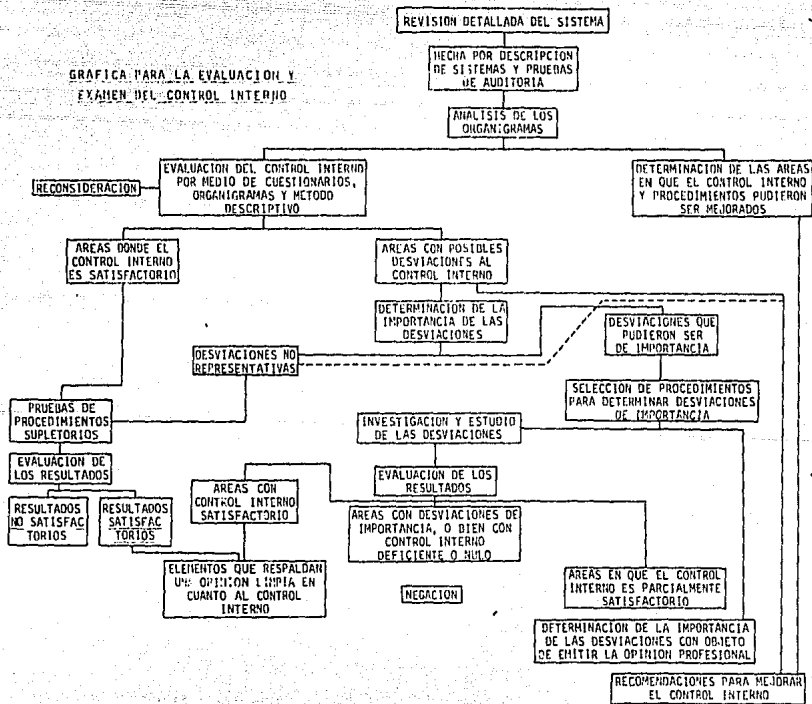 REVISION DETALLADA DEL SISTEMA
HECHA POR DESCRIPCION
DE SISTEMAS Y PRUEBAS
DE AUDITORIA
GRAFICA PARA LA EVALUACION Y
EXAMEN DEL CONTROL INTERNO
ANALISIS DE LOS
ORGANIGRAMAS
RECONSIDERACION
EVALUACION DEL CONTROL INTERNO
POR MEDIO DE CUESTIONARIOS,
ORGANIGRAMAS Y METODO
DESCRIPTIVO
DETERMINACION DE LAS AREAS
EN QUE EL CONTROL INTERNO
Y PROCEDIMIENTOS PUDIERON
SER MEJORADOS
AREAS DONDE EL
CONTROL INTERNO
ES SATISFACTORIO
AREAS CON POSIBLES
DESVIACIONES AL
CONTROL INTERNO
DETERMINACION DE LA
IMPORTANCIA DE LAS
DESVIACIONES
DESVIACIONES QUE
PUDIERON SER
DE IMPORTANCIA
DESVIACIONES NO
REPRESENTATIVAS
SELECCION DE PROCEDIMIENTOS
PARA DETERMINAR DESVIACIONES
DE IMPORTANCIA
PRUEBAS DE
PROCEDIMIENTOS
SUPLETORIOS
INVESTIGACION Y ESTUDIO
DE LAS DESVIACIONES
EVALUACION DE
LOS RESULTADOS
EVALUACION DE LOS
RESULTADOS
RESULTADOS
NO SATISFAC
TORIOS
RESULTADOS
SATISFAC
TORIOS
AREAS CON
CONTROL INTERNO
SATISFACTORIO
AREAS CON DESVIACIONES DE
IMPORTANCIA, O BIEN CON
CONTROL INTERNO
DEFICIENTE O NULO
ELEMENTOS QUE RESPALDAN
UNA OPINION LIMPIA EN
CUANTO AL CONTROL
INTERNO
NEGACION
AREAS EN QUE EL CONTROL
INTERNO ES PARCIALMENTE
SATISFACTORIO
DETERMINACION DE LA IMPORTANCIA
DE LAS DESVIACIONES CON OBJETO
DE EMITIR LA OPINION PROFESIONAL
RECOMENDACIONES PARA MEJORAR
EL CONTROL INTERNO